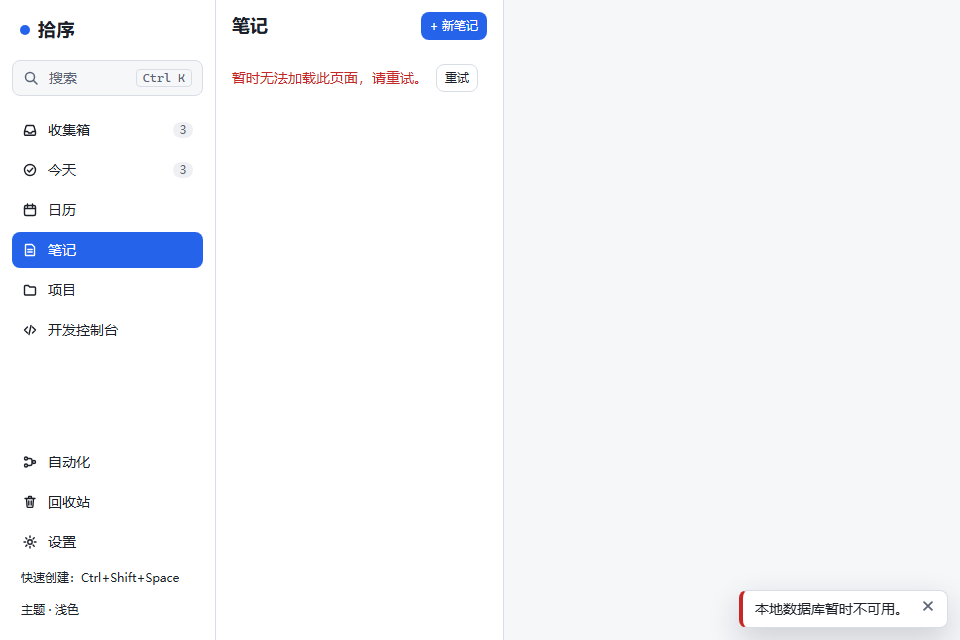 拾序
搜索 Ctrl K
收集箱 3
今天 3
日历
笔记
项目
开发控制台
自动化
回收站
设置
快速创建：Ctrl+Shift+Space
主题 · 浅色
笔记
+ 新笔记
暂时无法加载此页面，请重试。 重试
本地数据库暂时不可用。